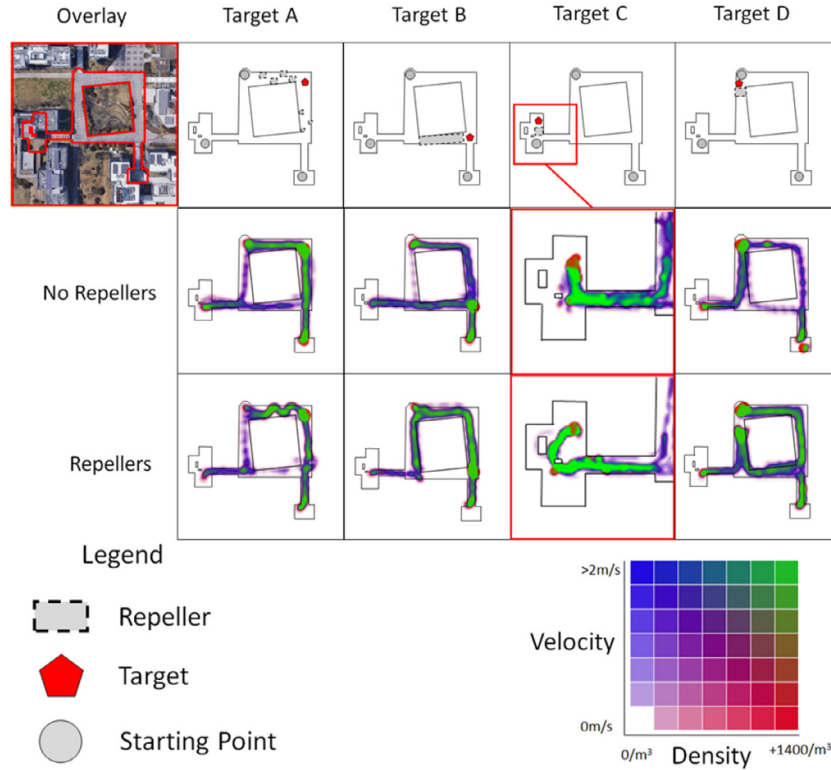 Overlay Target A Target B Target C Target D
No Repellers
Repellers
Legend
Repeller
Target
Starting Point
>2m/s
Velocity
0m/s
0/m³ Density +1400/m³